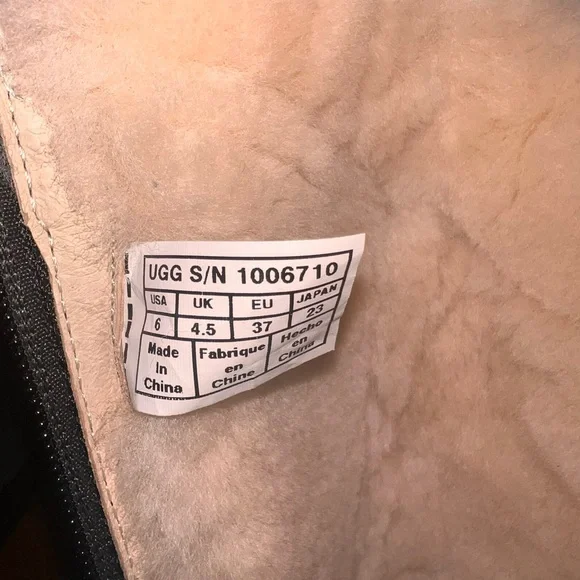 UGG S/N 1006710
USA UK EU JAPAN
6 4.5 37 23
Made In China
Fabrique en Chine
Hecho en China